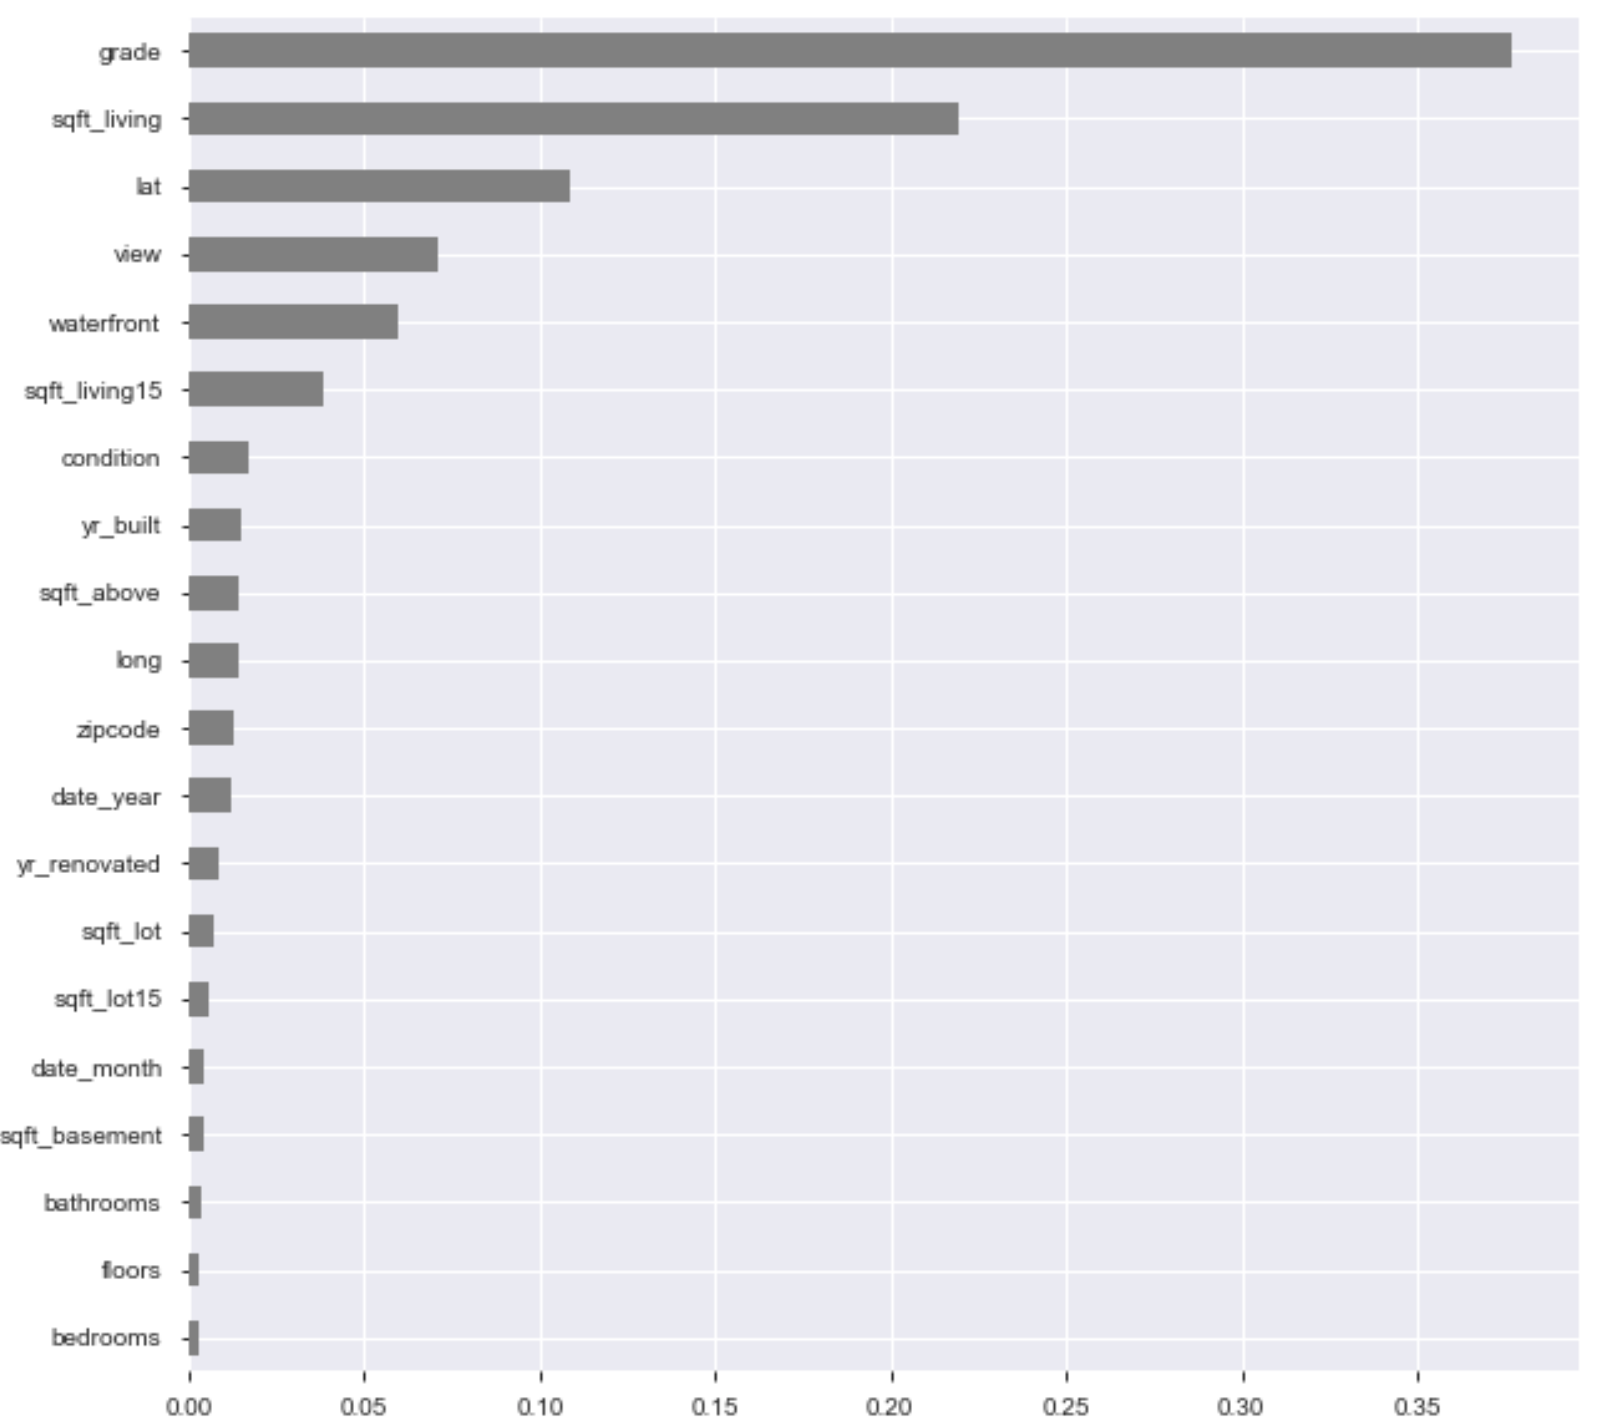 grade
sqft_living
lat
view
waterfront
sqft_living15
condition
yr_built
sqft_above
long
zipcode
date_year
yr_renovated
sqft_lot
sqft_lot15
date_month
sqft_basement
bathrooms
floors
bedrooms
0.00 0.05 0.10 0.15 0.20 0.25 0.30 0.35